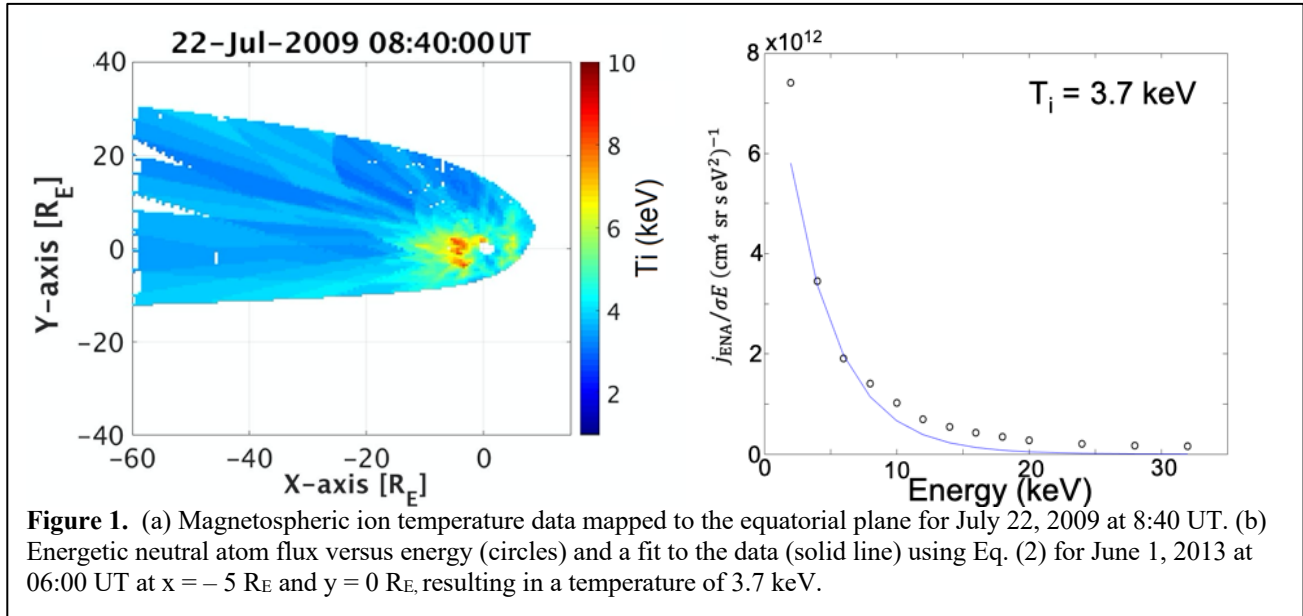 22-Jul-2009 08:40:00 UT
40
20
0
-20
-40
Y-axis [R_E]
-60
-40
-20
0
X-axis [R_E]
10
8
6
4
2
Ti (keV)
8 x10^12
6
4
2
0
j_ENA/σE (cm^4 sr s eV^2)^-1
T_i = 3.7 keV
0
10
20
30
Energy (keV)
Figure 1. (a) Magnetospheric ion temperature data mapped to the equatorial plane for July 22, 2009 at 8:40 UT. (b)
Energetic neutral atom flux versus energy (circles) and a fit to the data (solid line) using Eq. (2) for June 1, 2013 at
06:00 UT at x = – 5 R_E and y = 0 R_E, resulting in a temperature of 3.7 keV.